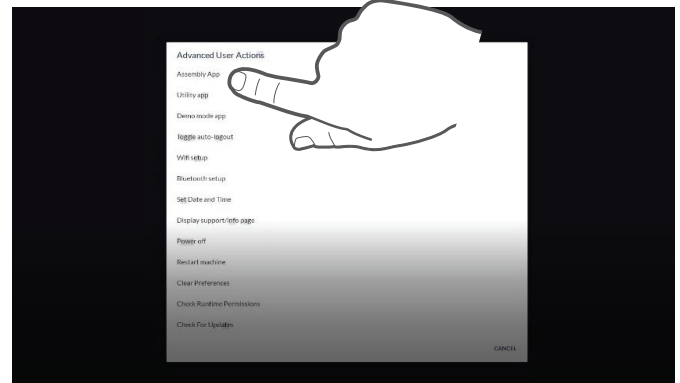 Advanced User Actions
Assembly App
Utility app
Demo mode app
Toggle auto-logout
Wifi setup
Bluetooth setup
Set Date and Time
Display support/info page
Power off
Restart machine
Clear Preferences
Check Runtime Permissions
Check For Updates
CANCEL